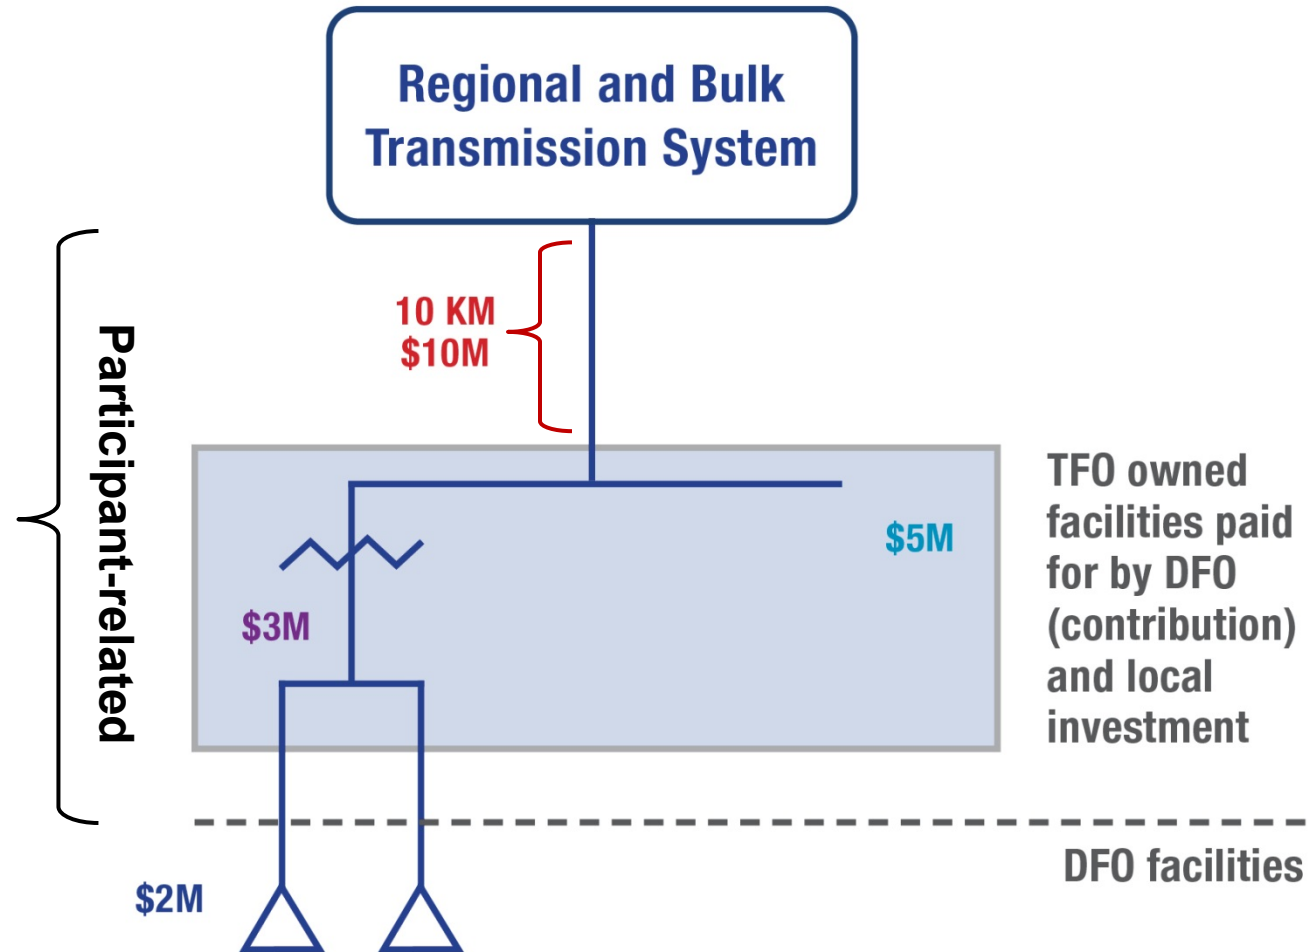 Regional and Bulk
Transmission System
10 KM
$10M
Participant-related
TFO owned
facilities paid
for by DFO
(contribution)
and local
investment
$5M
$3M
DFO facilities
$2M